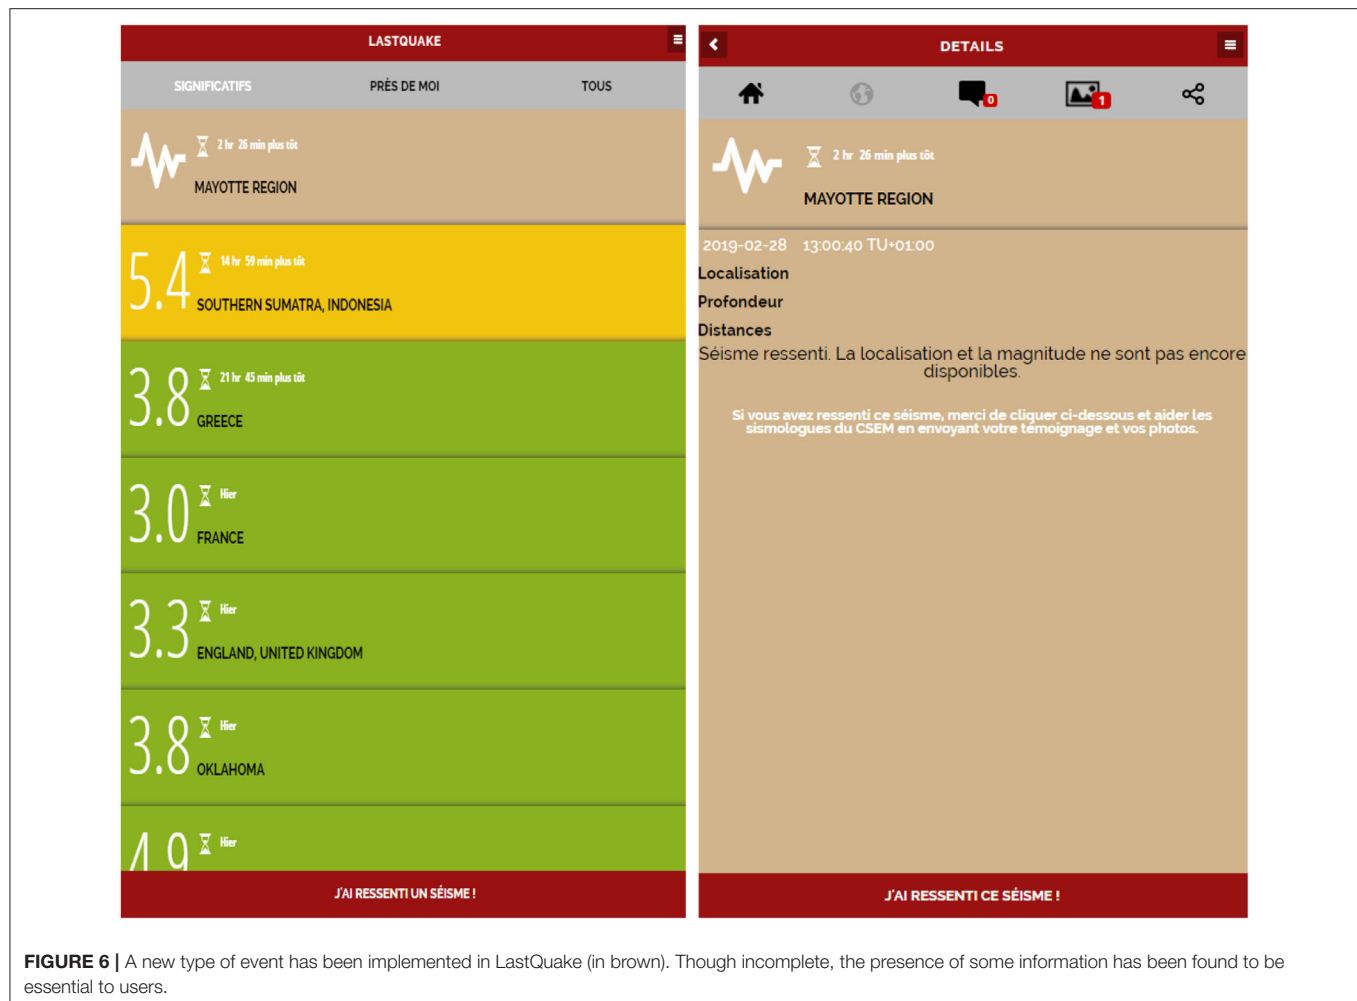 LASTQUAKE
SIGNIFICATIFS PRÈS DE MOI TOUS
2 hr 26 min plus tôt
MAYOTTE REGION
5.4
14 hr 59 min plus tôt
SOUTHERN SUMATRA, INDONESIA
3.8
21 hr 45 min plus tôt
GREECE
3.0
Hier
FRANCE
3.3
Hier
ENGLAND, UNITED KINGDOM
3.8
Hier
OKLAHOMA
4.9
Hier
J'AI RESSENTI UN SÉISME !
DETAILS
0 1
2 hr 26 min plus tôt
MAYOTTE REGION
2019-02-28 13:00:40 TU+01:00
Localisation
Profondeur
Distances
Séisme ressenti. La localisation et la magnitude ne sont pas encore
disponibles.
Si vous avez ressenti ce séisme, merci de cliquer ci-dessous et aider les
sismologues du CSEM en envoyant votre témoignage et vos photos.
J'AI RESSENTI CE SÉISME !
FIGURE 6 | A new type of event has been implemented in LastQuake (in brown). Though incomplete, the presence of some information has been found to be
essential to users.